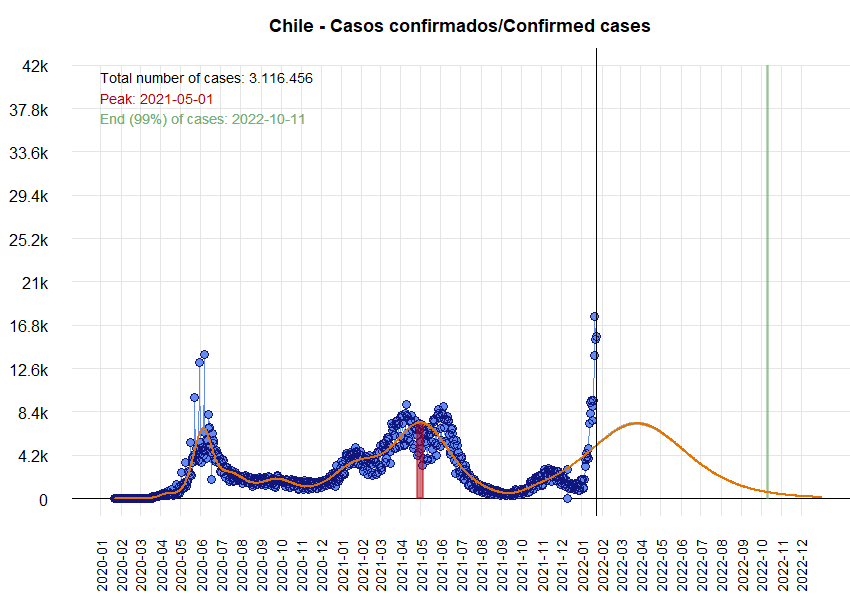 Chile - Casos confirmados/Confirmed cases
42k
37.8k
33.6k
29.4k
25.2k
21k
16.8k
12.6k
8.4k
4.2k
0
Total number of cases: 3.116.456
Peak: 2021-05-01
End (99%) of cases: 2022-10-11
2020-01
2020-02
2020-03
2020-04
2020-05
2020-06
2020-07
2020-08
2020-09
2020-10
2020-11
2020-12
2021-01
2021-02
2021-03
2021-04
2021-05
2021-06
2021-07
2021-08
2021-09
2021-10
2021-11
2021-12
2022-01
2022-02
2022-03
2022-04
2022-05
2022-06
2022-07
2022-08
2022-09
2022-10
2022-11
2022-12